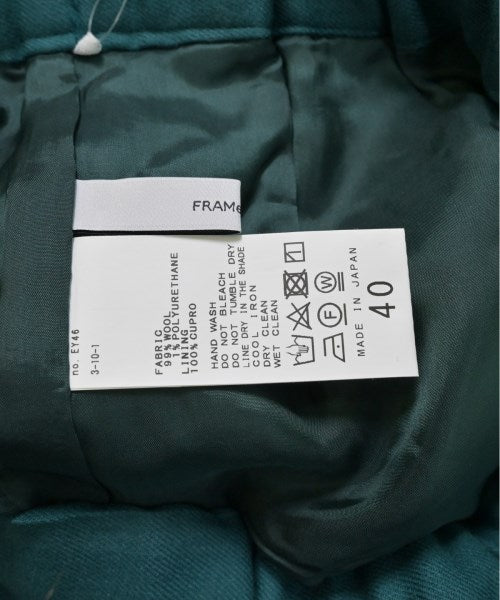 FRAMe
no. EY46
3-10-1
FABRIC
99%WOOL
1%POLYURETHANE
LINING
100%CUPRO
HAND WASH
DO NOT BLEACH
DO NOT TUMBLE DRY
LINE DRY IN THE SHADE
COOL IRON
DRY CLEAN
WET CLEAN
F W
MADE IN JAPAN
40